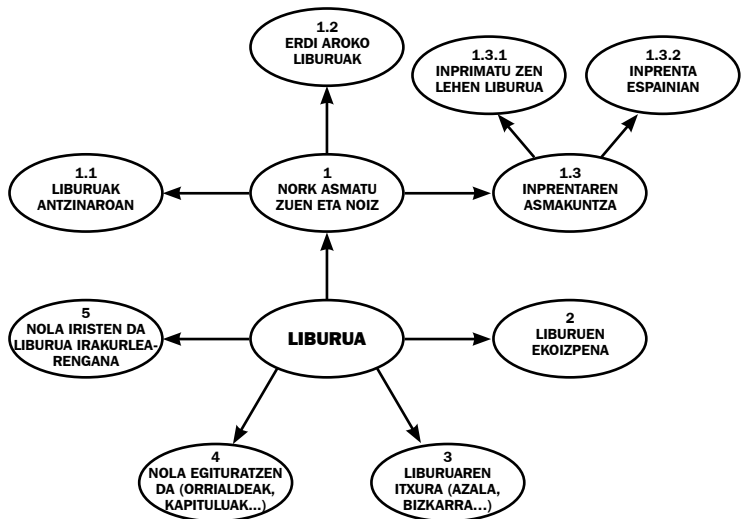 1.2
ERDI AROKO
LIBURUAK
1.3.1
INPRIMATU ZEN
LEHEN LIBURUA
1.3.2
INPRENTA
ESPAINIAN
1.1
LIBURUAK
ANTZINAROAN
1
NORK ASMATU
ZUEN ETA NOIZ
1.3
INPRENTAREN
ASMAKUNTZA
5
NOLA IRISTEN DA
LIBURUA IRAKURLEA-
RENGANA
LIBURUA
2
LIBURUEN
EKOIZPENA
4
NOLA EGITURATZEN
DA (ORRIALDEAK,
KAPITULUAK...)
3
LIBURUAREN
ITXURA (AZALA,
BIZKARRA...)